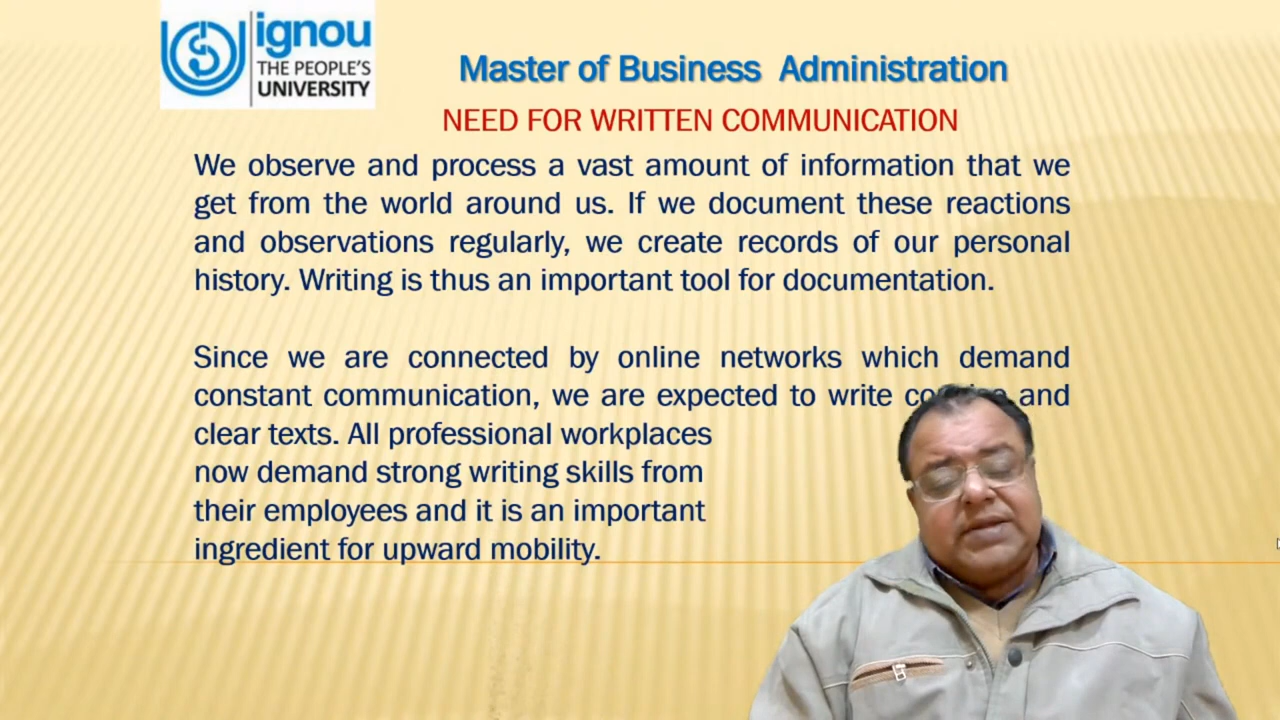 ignou
THE PEOPLE'S
UNIVERSITY
Master of Business Administration
NEED FOR WRITTEN COMMUNICATION
We observe and process a vast amount of information that we
get from the world around us. If we document these reactions
and observations regularly, we create records of our personal
history. Writing is thus an important tool for documentation.
Since we are connected by online networks which demand
constant communication, we are expected to write and
clear texts. All professional workplaces
now demand strong writing skills from
their employees and it is an important
ingredient for upward mobility.